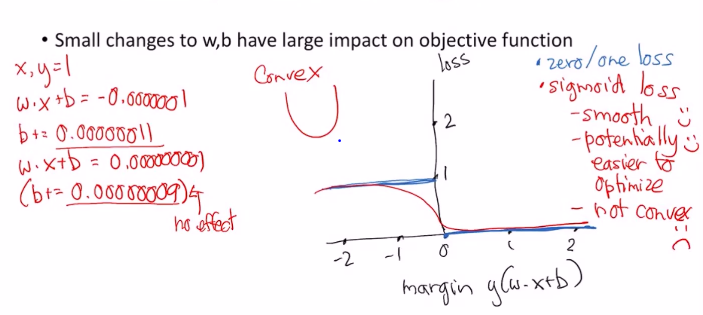 • Small changes to w,b have large impact on objective function
x, y=1
w·x+b = -0.0000001
b+= 0.00000011
w·x+b = 0.00000001
(b+= 0.00000009)
no effect
Convex
loss
2
1
-2 -1 0 1 2
margin y(w·x+b)
• zero/one loss
• sigmoid loss
- smooth
- potentially
easier to
optimize
- not convex